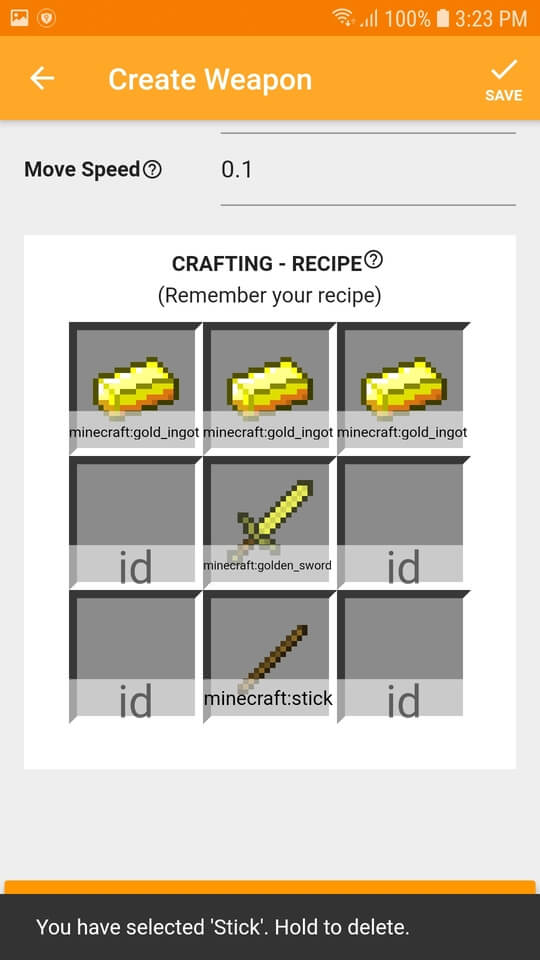 100% 3:23 PM
Create Weapon
SAVE
Move Speed? 0.1
CRAFTING - RECIPE?
(Remember your recipe)
minecraft:gold_ingot minecraft:gold_ingot minecraft:gold_ingot
id minecraft:golden_sword id
id minecraft:stick id
You have selected 'Stick'. Hold to delete.